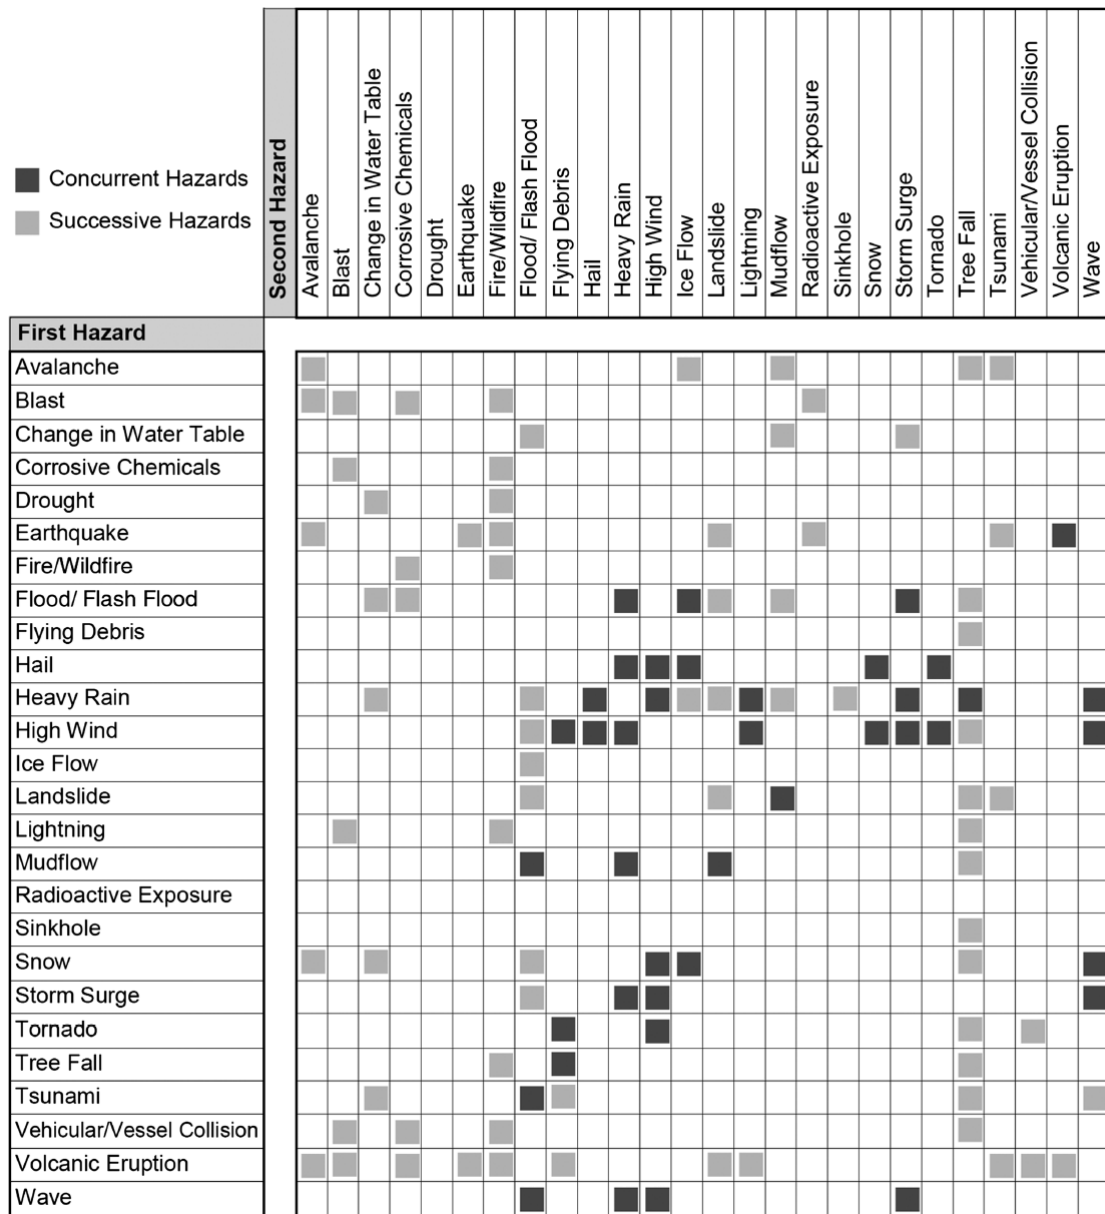 Concurrent Hazards
Successive Hazards
Second Hazard
Avalanche
Blast
Change in Water Table
Corrosive Chemicals
Drought
Earthquake
Fire/Wildfire
Flood/ Flash Flood
Flying Debris
Hail
Heavy Rain
High Wind
Ice Flow
Landslide
Lightning
Mudflow
Radioactive Exposure
Sinkhole
Snow
Storm Surge
Tornado
Tree Fall
Tsunami
Vehicular/Vessel Collision
Volcanic Eruption
Wave
First Hazard
Avalanche
Blast
Change in Water Table
Corrosive Chemicals
Drought
Earthquake
Fire/Wildfire
Flood/ Flash Flood
Flying Debris
Hail
Heavy Rain
High Wind
Ice Flow
Landslide
Lightning
Mudflow
Radioactive Exposure
Sinkhole
Snow
Storm Surge
Tornado
Tree Fall
Tsunami
Vehicular/Vessel Collision
Volcanic Eruption
Wave